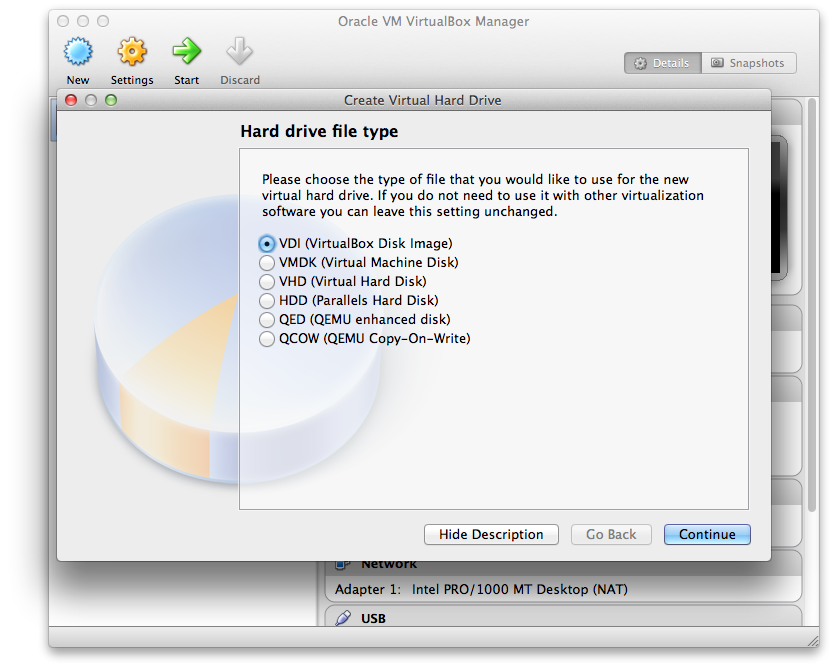 Oracle VM VirtualBox Manager
New Settings Start Discard
Details Snapshots
Create Virtual Hard Drive
Hard drive file type
Please choose the type of file that you would like to use for the new
virtual hard drive. If you do not need to use it with other virtualization
software you can leave this setting unchanged.
VDI (VirtualBox Disk Image)
VMDK (Virtual Machine Disk)
VHD (Virtual Hard Disk)
HDD (Parallels Hard Disk)
QED (QEMU enhanced disk)
QCOW (QEMU Copy-On-Write)
Hide Description Go Back Continue
Network
Adapter 1: Intel PRO/1000 MT Desktop (NAT)
USB